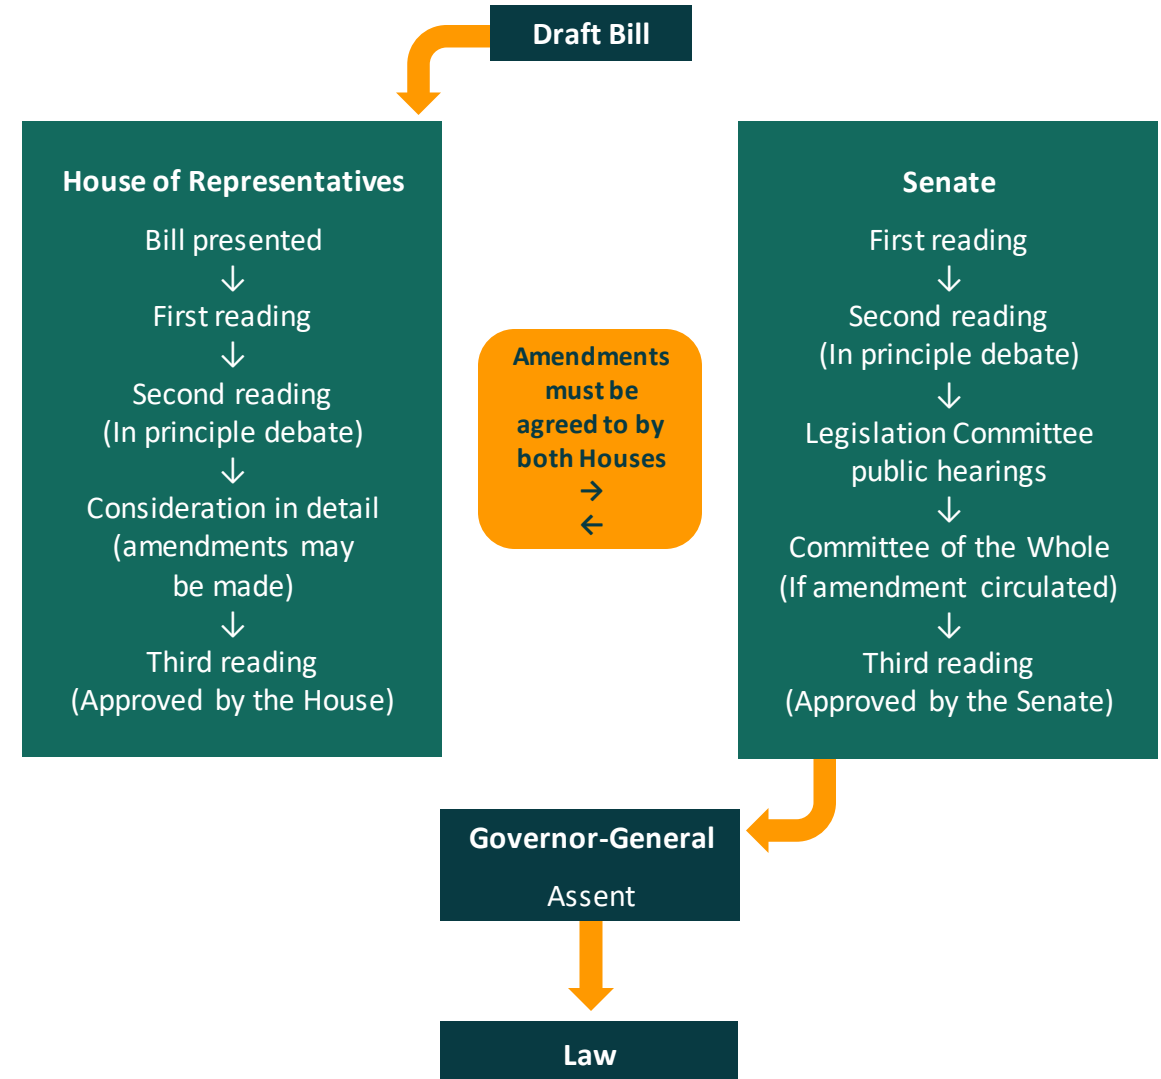 Draft Bill
House of Representatives
Bill presented
↓
First reading
↓
Second reading
(In principle debate)
↓
Consideration in detail
(amendments may
be made)
↓
Third reading
(Approved by the House)
Amendments
must be
agreed to by
both Houses
→
←
Senate
First reading
↓
Second reading
(In principle debate)
↓
Legislation Committee
public hearings
↓
Committee of the Whole
(If amendment circulated)
↓
Third reading
(Approved by the Senate)
Governor-General
Assent
Law